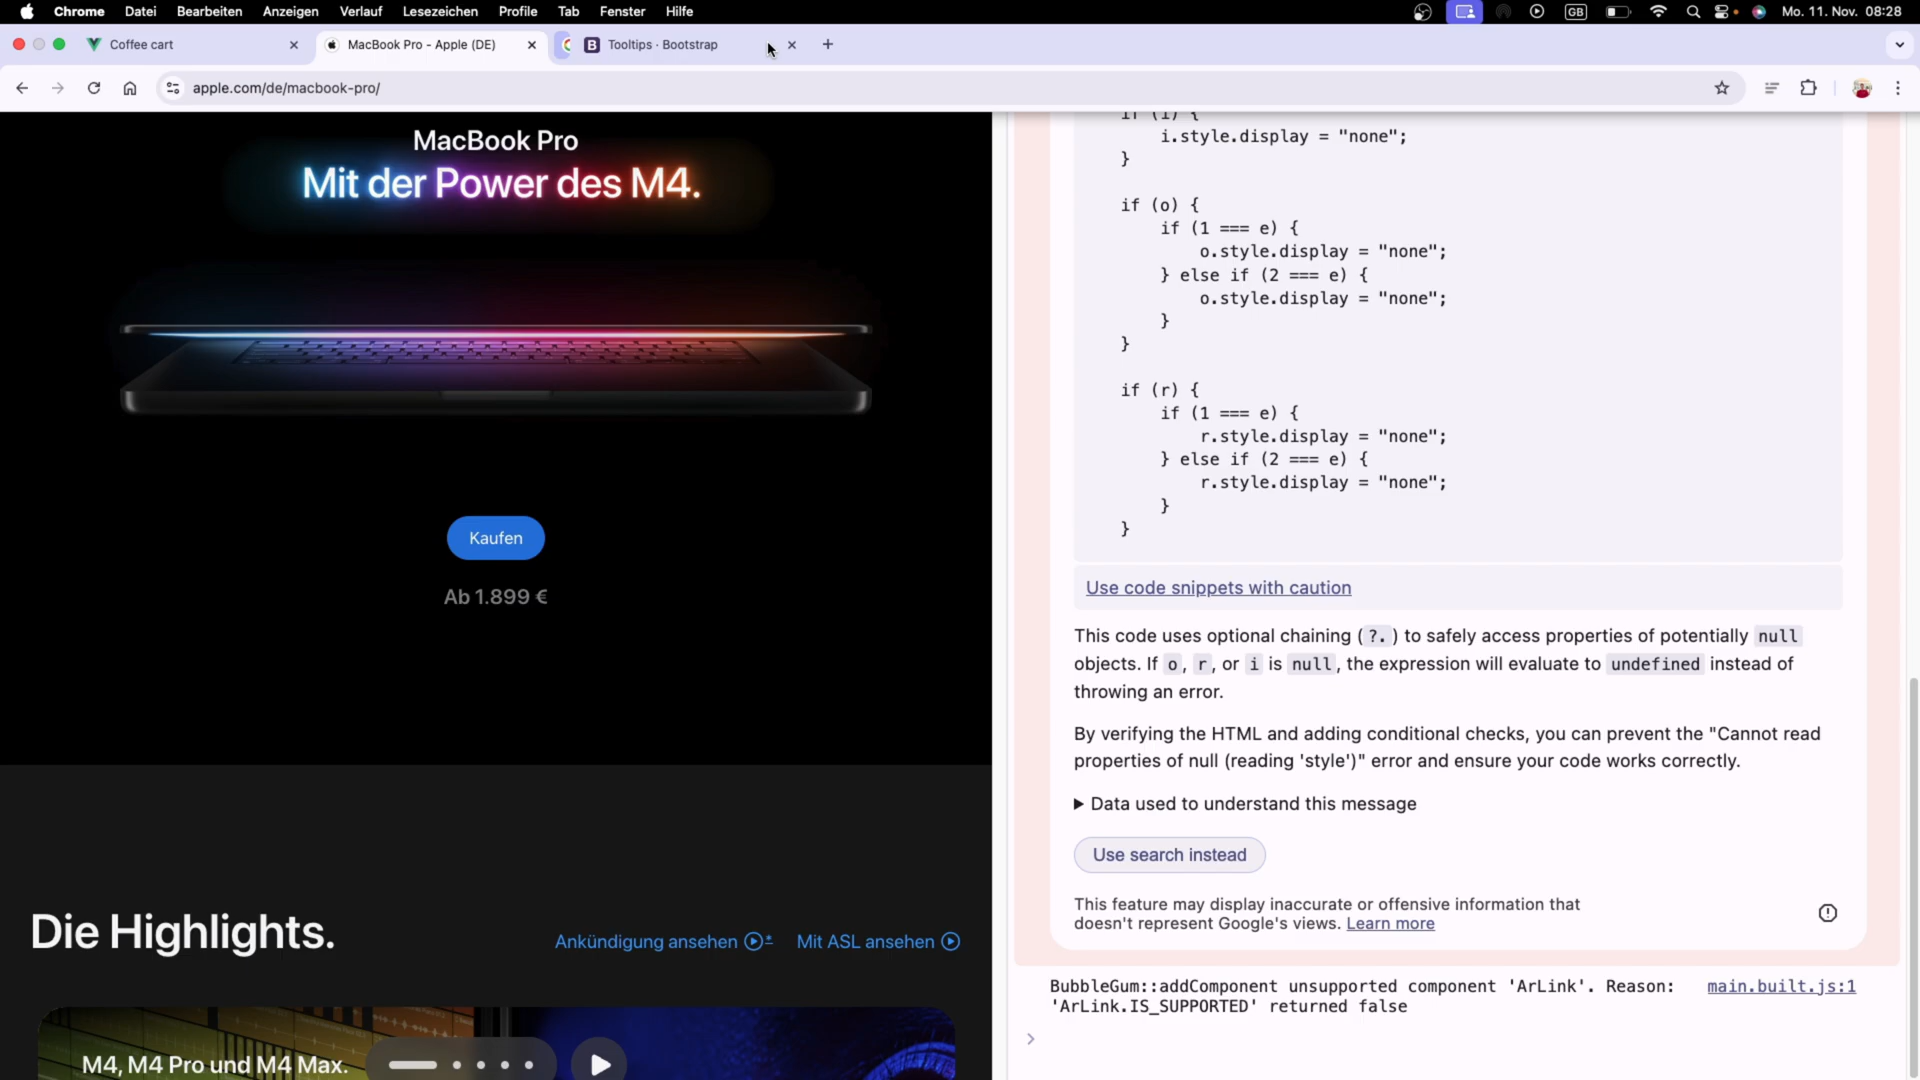 Chrome Datei Bearbeiten Anzeigen Verlauf Lesezeichen Profile Tab Fenster Hilfe GB Mo. 11. Nov. 08:28
Coffee cart MacBook Pro - Apple (DE) Tooltips · Bootstrap
apple.com/de/macbook-pro/
MacBook Pro
Mit der Power des M4.
Kaufen
Ab 1.899 €
Die Highlights.
Ankündigung ansehen
Mit ASL ansehen
M4, M4 Pro und M4 Max.
if (i) {
i.style.display = "none";
}
if (o) {
if (1 === e) {
o.style.display = "none";
} else if (2 === e) {
o.style.display = "none";
}
}
if (r) {
if (1 === e) {
r.style.display = "none";
} else if (2 === e) {
r.style.display = "none";
}
}
Use code snippets with caution
This code uses optional chaining ( ?. ) to safely access properties of potentially null
objects. If o , r , or i is null , the expression will evaluate to undefined instead of
throwing an error.
By verifying the HTML and adding conditional checks, you can prevent the "Cannot read
properties of null (reading 'style')" error and ensure your code works correctly.
Data used to understand this message
Use search instead
This feature may display inaccurate or offensive information that
doesn't represent Google's views. Learn more
BubbleGum::addComponent unsupported component 'ArLink'. Reason: main.built.js:1
'ArLink.IS_SUPPORTED' returned false